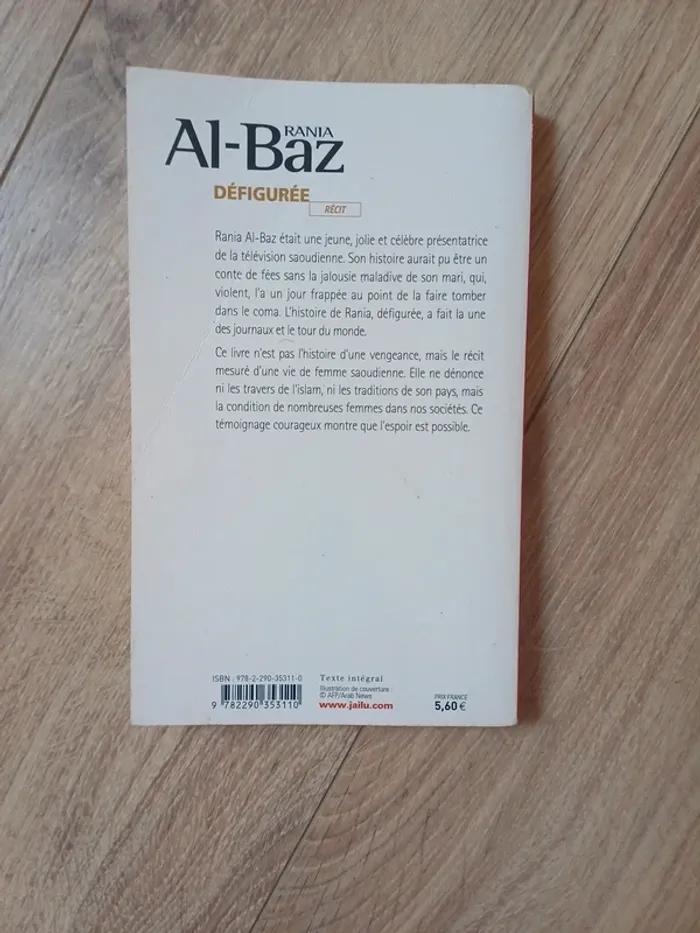 RANIA
Al-Baz
DÉFIGURÉE
RÉCIT
Rania Al-Baz était une jeune, jolie et célèbre présentatrice
de la télévision saoudienne. Son histoire aurait pu être un
conte de fées sans la jalousie maladive de son mari, qui,
violent, l'a un jour frappée au point de la faire tomber
dans le coma. L'histoire de Rania, défigurée, a fait la une
des journaux et le tour du monde.
Ce livre n'est pas l'histoire d'une vengeance, mais le récit
mesuré d'une vie de femme saoudienne. Elle ne dénonce
ni les travers de l'islam, ni les traditions de son pays, mais
la condition de nombreuses femmes dans nos sociétés. Ce
témoignage courageux montre que l'espoir est possible.
ISBN : 978-2-290-35311-0
9 782290 353110
Texte intégral
Illustration de couverture :
© AFP/Arab News
www.jailu.com
PRIX FRANCE
5,60 €